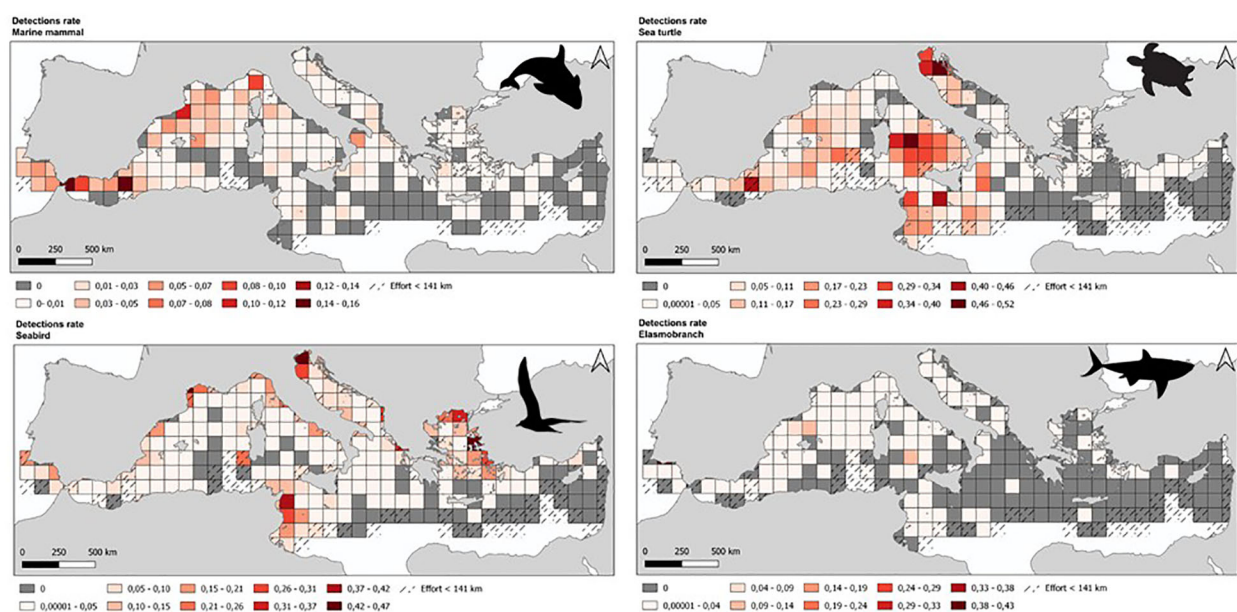 Detections rate
Marine mammal
0 250 500 km
0 0,01 - 0,03 0,05 - 0,07 0,08 - 0,10 0,12 - 0,14 Effort < 141 km
0- 0,01 0,03 - 0,05 0,07 - 0,08 0,10 - 0,12 0,14 - 0,16
Detections rate
Sea turtle
0 250 500 km
0 0,05 - 0,11 0,17 - 0,23 0,29 - 0,34 0,40 - 0,46 Effort < 141 km
0,00001 - 0,05 0,11 - 0,17 0,23 - 0,29 0,34 - 0,40 0,46 - 0,52
Detections rate
Seabird
0 250 500 km
0 0,05 - 0,10 0,15 - 0,21 0,26 - 0,31 0,37 - 0,42 Effort < 141 km
0,00001 - 0,05 0,10 - 0,15 0,21 - 0,26 0,31 - 0,37 0,42 - 0,47
Detections rate
Elasmobranch
0 250 500 km
0 0,04 - 0,09 0,14 - 0,19 0,24 - 0,29 0,33 - 0,38 Effort < 141 km
0,00001 - 0,04 0,09 - 0,14 0,19 - 0,24 0,29 - 0,33 0,38 - 0,43